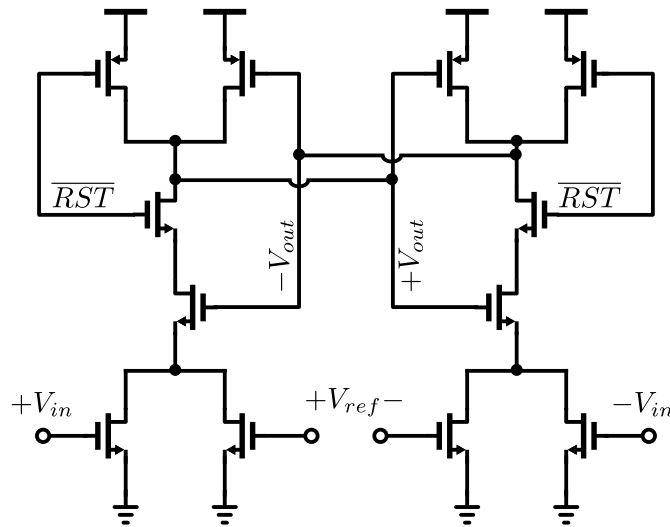 \overline{RST}
\overline{RST}
−V_{out}
+V_{out}
+V_{in}
+V_{ref} −
−V_{in}